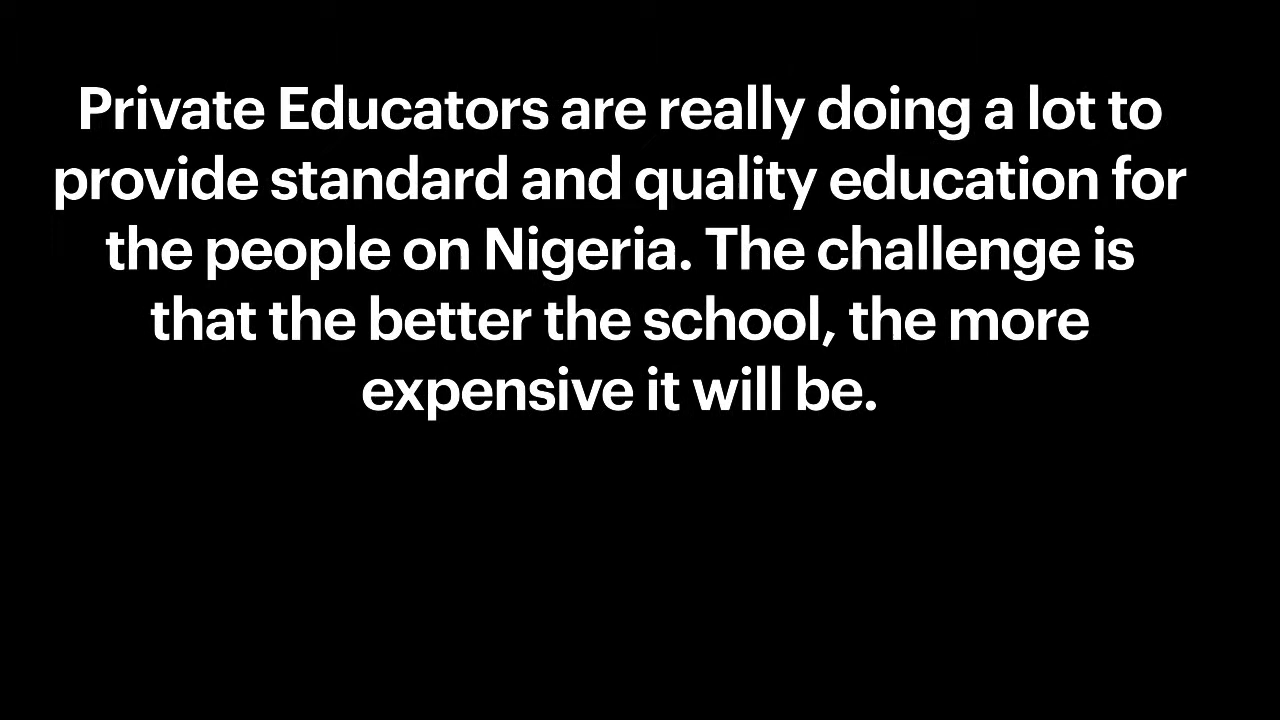 Private Educators are really doing a lot to
provide standard and quality education for
the people on Nigeria. The challenge is
that the better the school, the more
expensive it will be.